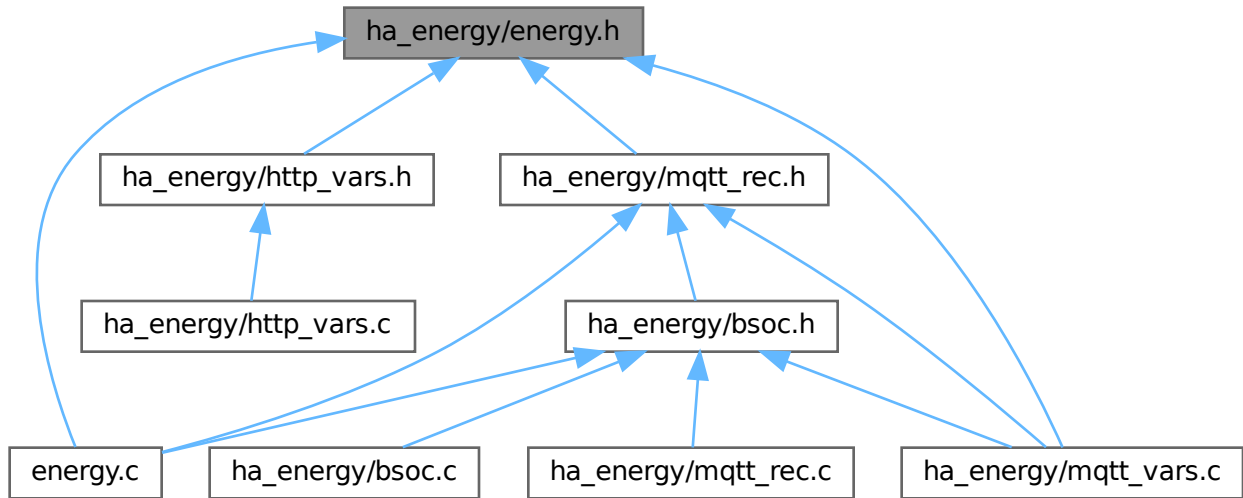 ha_energy/energy.h
ha_energy/http_vars.h
ha_energy/mqtt_rec.h
ha_energy/http_vars.c
ha_energy/bsoc.h
energy.c
ha_energy/bsoc.c
ha_energy/mqtt_rec.c
ha_energy/mqtt_vars.c